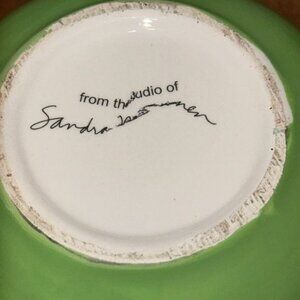 from the studio of
Sandra